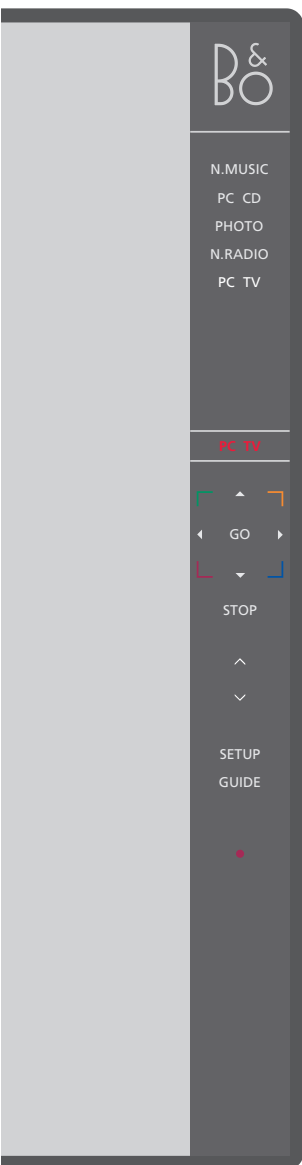 B&O
N.MUSIC
PC CD
PHOTO
N.RADIO
PC TV
PC TV
GO
STOP
SETUP
GUIDE